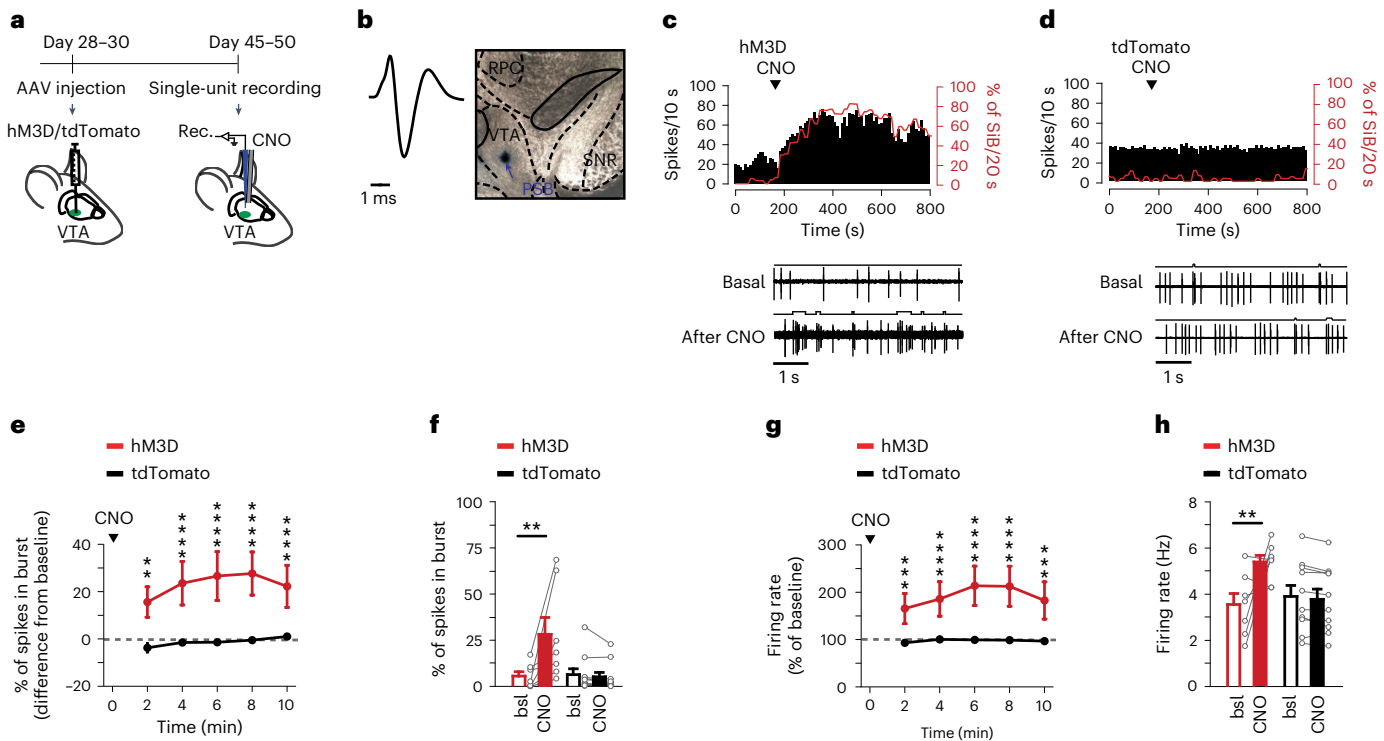 a
Day 28–30
Day 45–50
AAV injection
Single-unit recording
hM3D/tdTomato
Rec.
CNO
VTA
VTA
b
1 ms
RPC
VTA
SNR
PSB
c
hM3D
CNO
Spikes/10 s
100
80
60
40
20
0
100
80
60
40
20
0
% of SiB/20 s
0
200
400
600
800
Time (s)
Basal
After CNO
1 s
d
tdTomato
CNO
Spikes/10 s
100
80
60
40
20
0
100
80
60
40
20
0
% of SiB/20 s
0
200
400
600
800
Time (s)
Basal
After CNO
1 s
e
hM3D
tdTomato
CNO
% of spikes in burst
(difference from baseline)
40
20
0
−20
**
****
****
****
****
0
2
4
6
8
10
Time (min)
f
hM3D
tdTomato
% of spikes in burst
100
75
50
25
0
**
bsl
CNO
bsl
CNO
g
hM3D
tdTomato
CNO
Firing rate
(% of baseline)
300
200
100
0
***
****
****
****
***
0
2
4
6
8
10
Time (min)
h
hM3D
tdTomato
Firing rate (Hz)
8
6
4
2
0
**
bsl
CNO
bsl
CNO